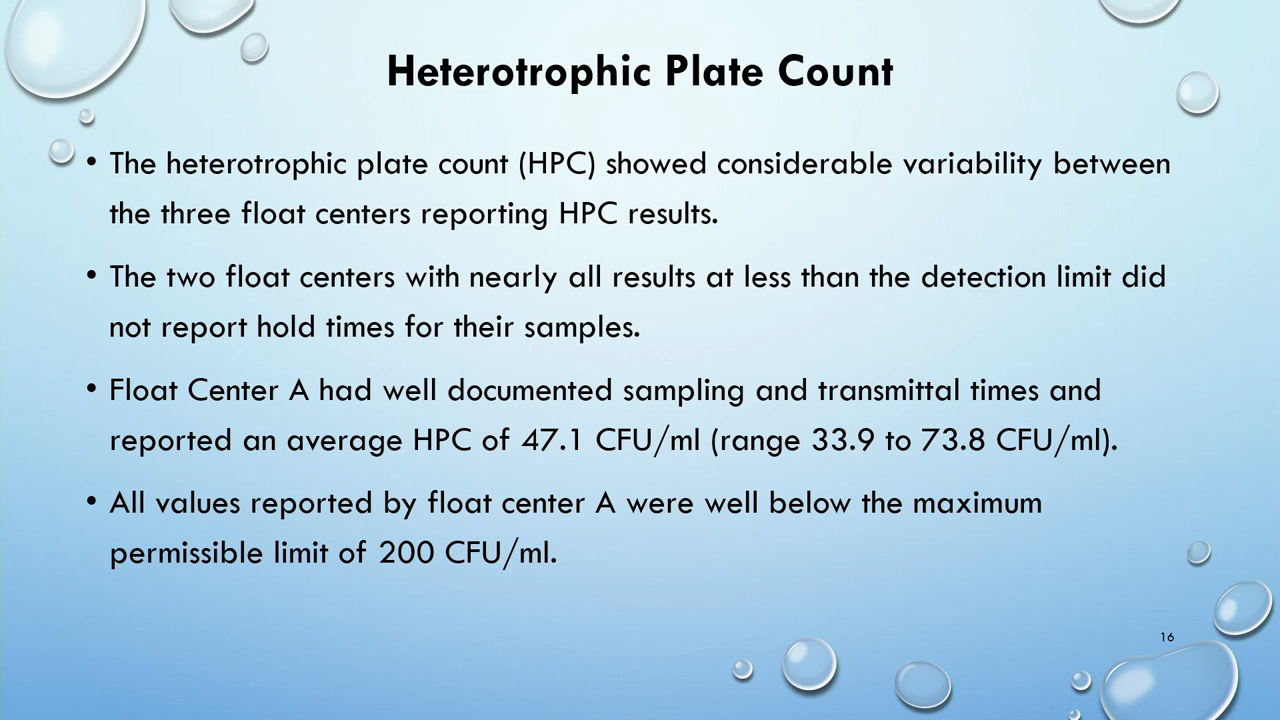 Heterotrophic Plate Count
• The heterotrophic plate count (HPC) showed considerable variability between
the three float centers reporting HPC results.
• The two float centers with nearly all results at less than the detection limit did
not report hold times for their samples.
• Float Center A had well documented sampling and transmittal times and
reported an average HPC of 47.1 CFU/ml (range 33.9 to 73.8 CFU/ml).
• All values reported by float center A were well below the maximum
permissible limit of 200 CFU/ml.
16